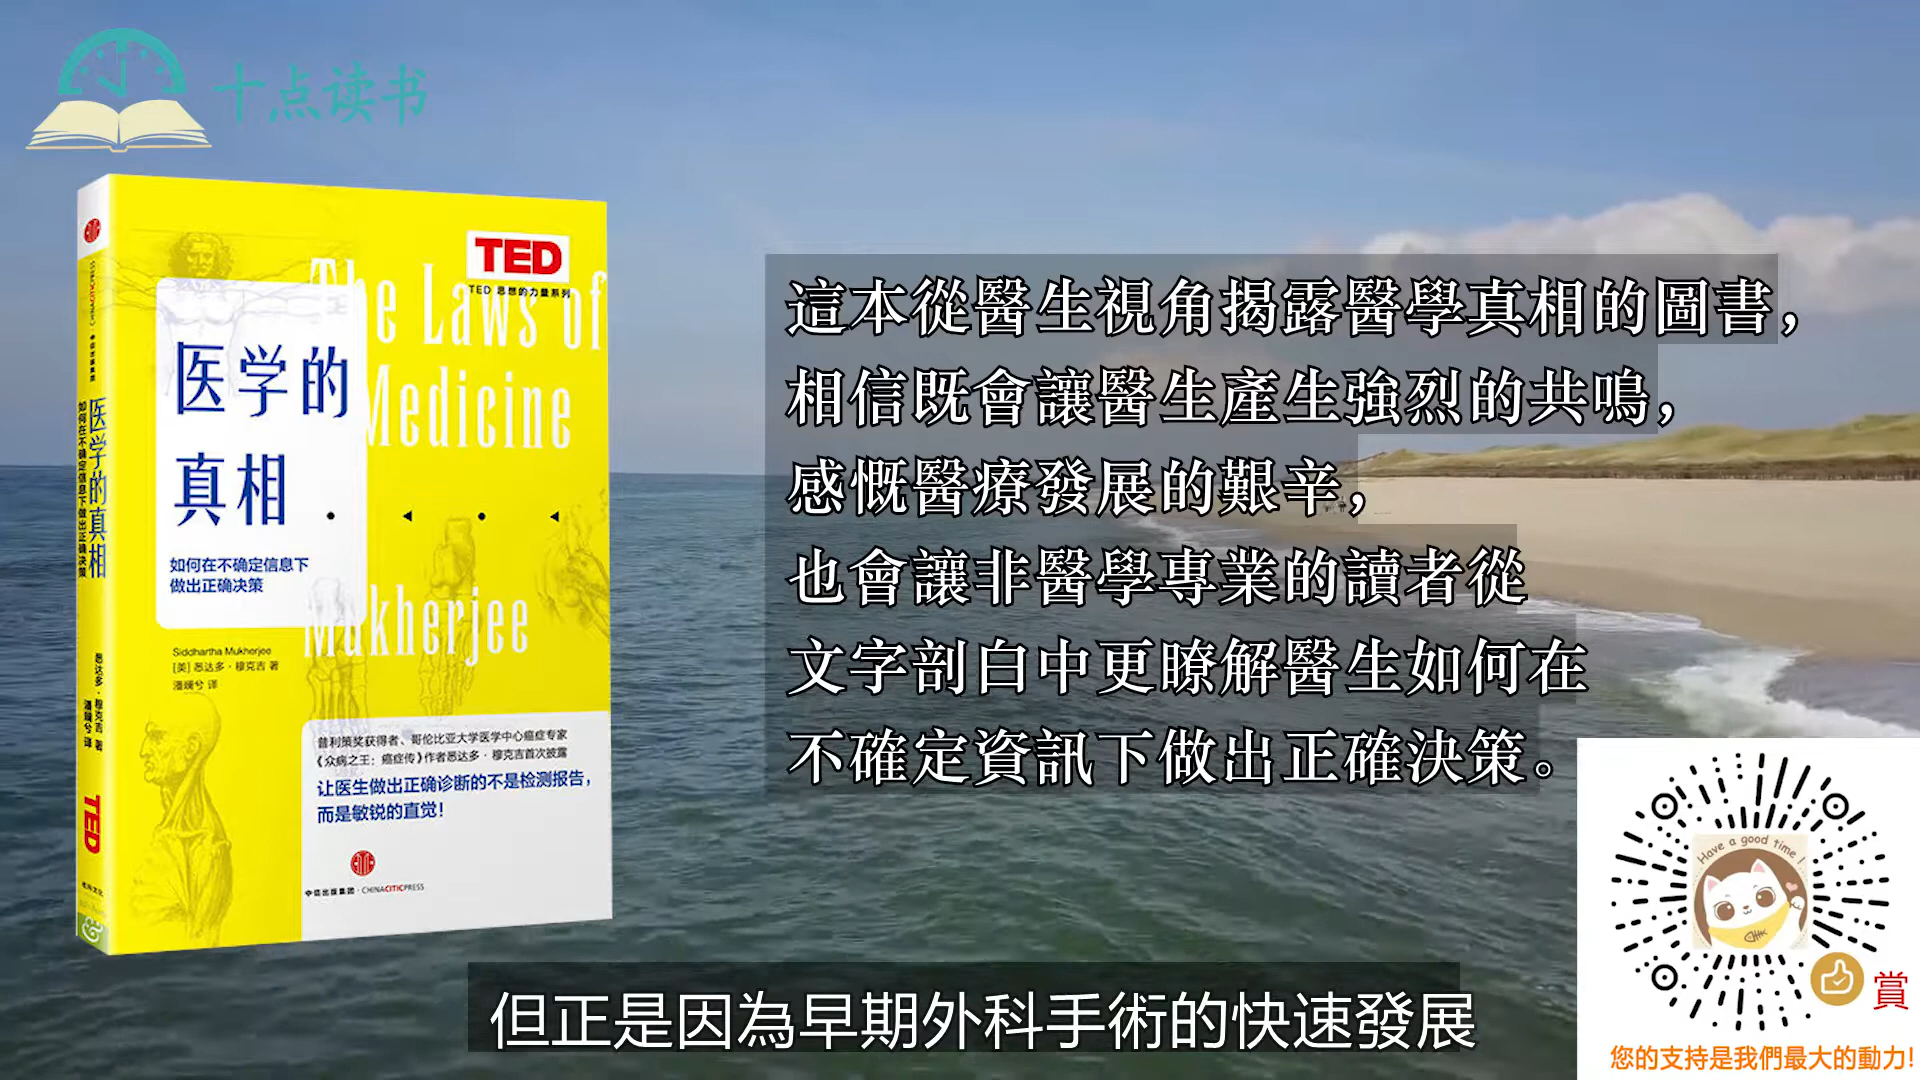 十点读书
TED
TED 思想的力量系列
The Laws of
Medicine
Mukherjee
医学的
真相
如何在不确定信息下
做出正确决策
Siddhartha Mukherjee
[美] 悉达多·穆克吉 著
潘斓兮 译
普利策奖获得者、哥伦比亚大学医学中心癌症专家
《众病之王：癌症传》作者悉达多·穆克吉首次披露
让医生做出正确诊断的不是检测报告，
而是敏锐的直觉！
中信出版集团·CHINACITICPRESS
医学的真相
如何在不确定信息下做出正确决策
悉达多·穆克吉 著
潘斓兮 译
TED
這本從醫生視角揭露醫學真相的圖書，
相信既會讓醫生產生強烈的共鳴，
感慨醫療發展的艱辛，
也會讓非醫學專業的讀者從
文字剖白中更瞭解醫生如何在
不確定資訊下做出正確決策。
Have a good time!
賞
您的支持是我們最大的動力!
但正是因為早期外科手術的快速發展